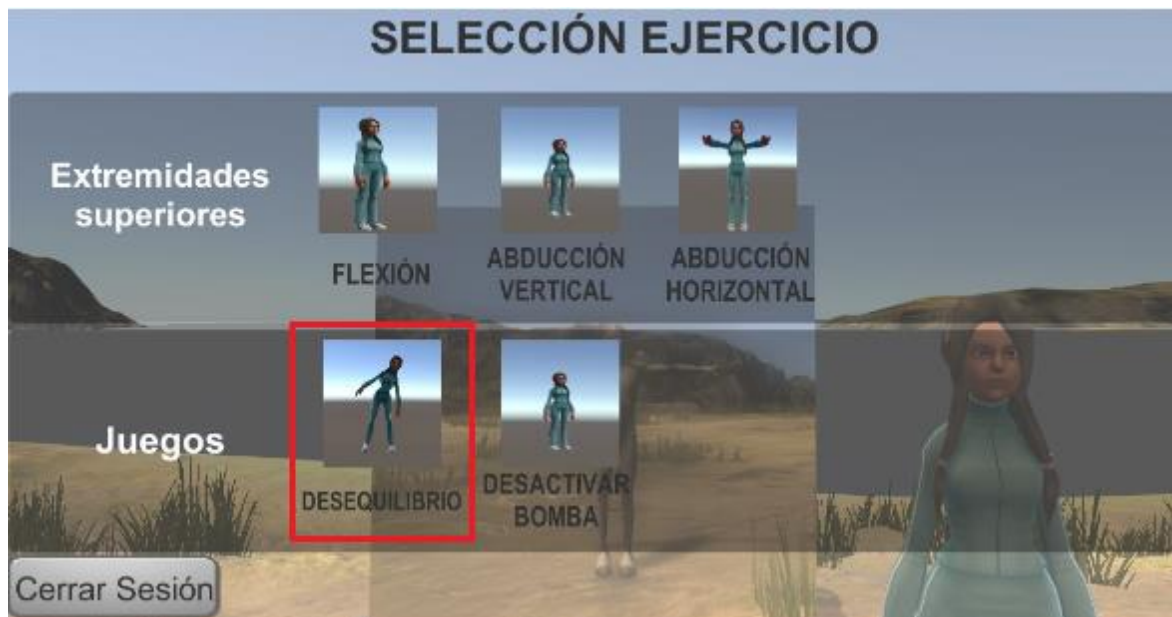 SELECCIÓN EJERCICIO
Extremidades
superiores
FLEXIÓN
ABDUCCIÓN
VERTICAL
ABDUCCIÓN
HORIZONTAL
Juegos
DESEQUILIBRIO
DESACTIVAR
BOMBA
Cerrar Sesión